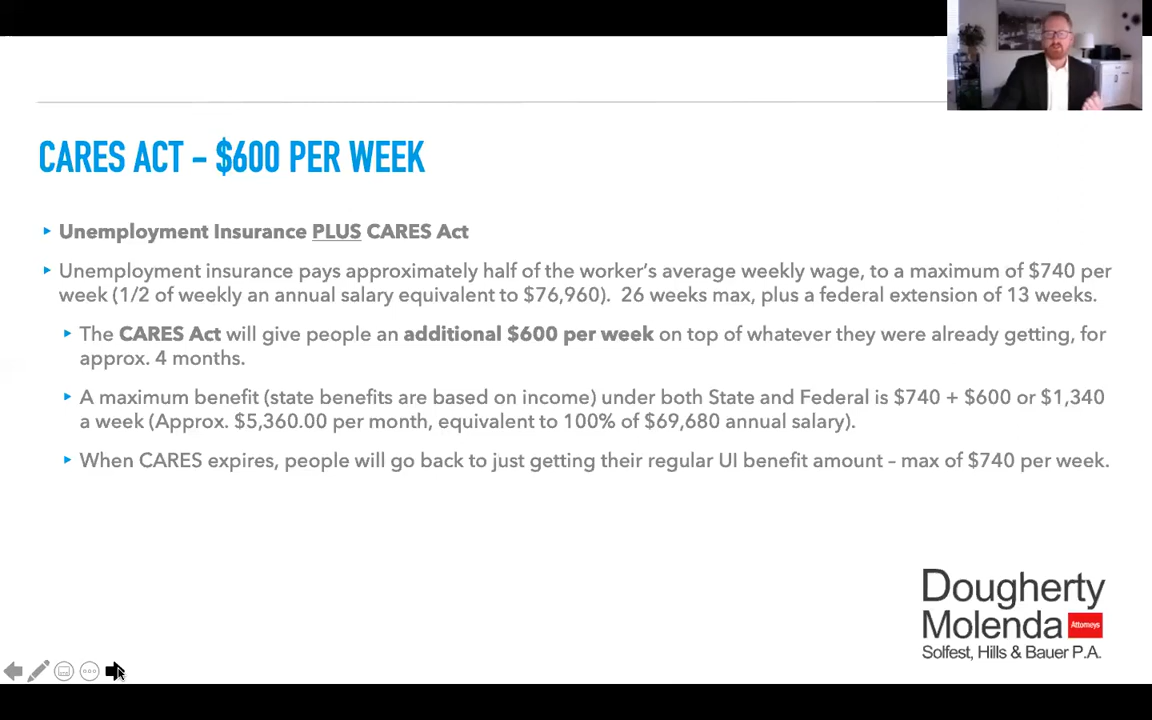 CARES ACT – $600 PER WEEK
Unemployment Insurance PLUS CARES Act
Unemployment insurance pays approximately half of the worker's average weekly wage, to a maximum of $740 per
week (1/2 of weekly an annual salary equivalent to $76,960).  26 weeks max, plus a federal extension of 13 weeks.
The CARES Act will give people an additional $600 per week on top of whatever they were already getting, for
approx. 4 months.
A maximum benefit (state benefits are based on income) under both State and Federal is $740 + $600 or $1,340
a week (Approx. $5,360.00 per month, equivalent to 100% of $69,680 annual salary).
When CARES expires, people will go back to just getting their regular UI benefit amount – max of $740 per week.
Dougherty
Molenda Attorneys
Solfest, Hills & Bauer P.A.